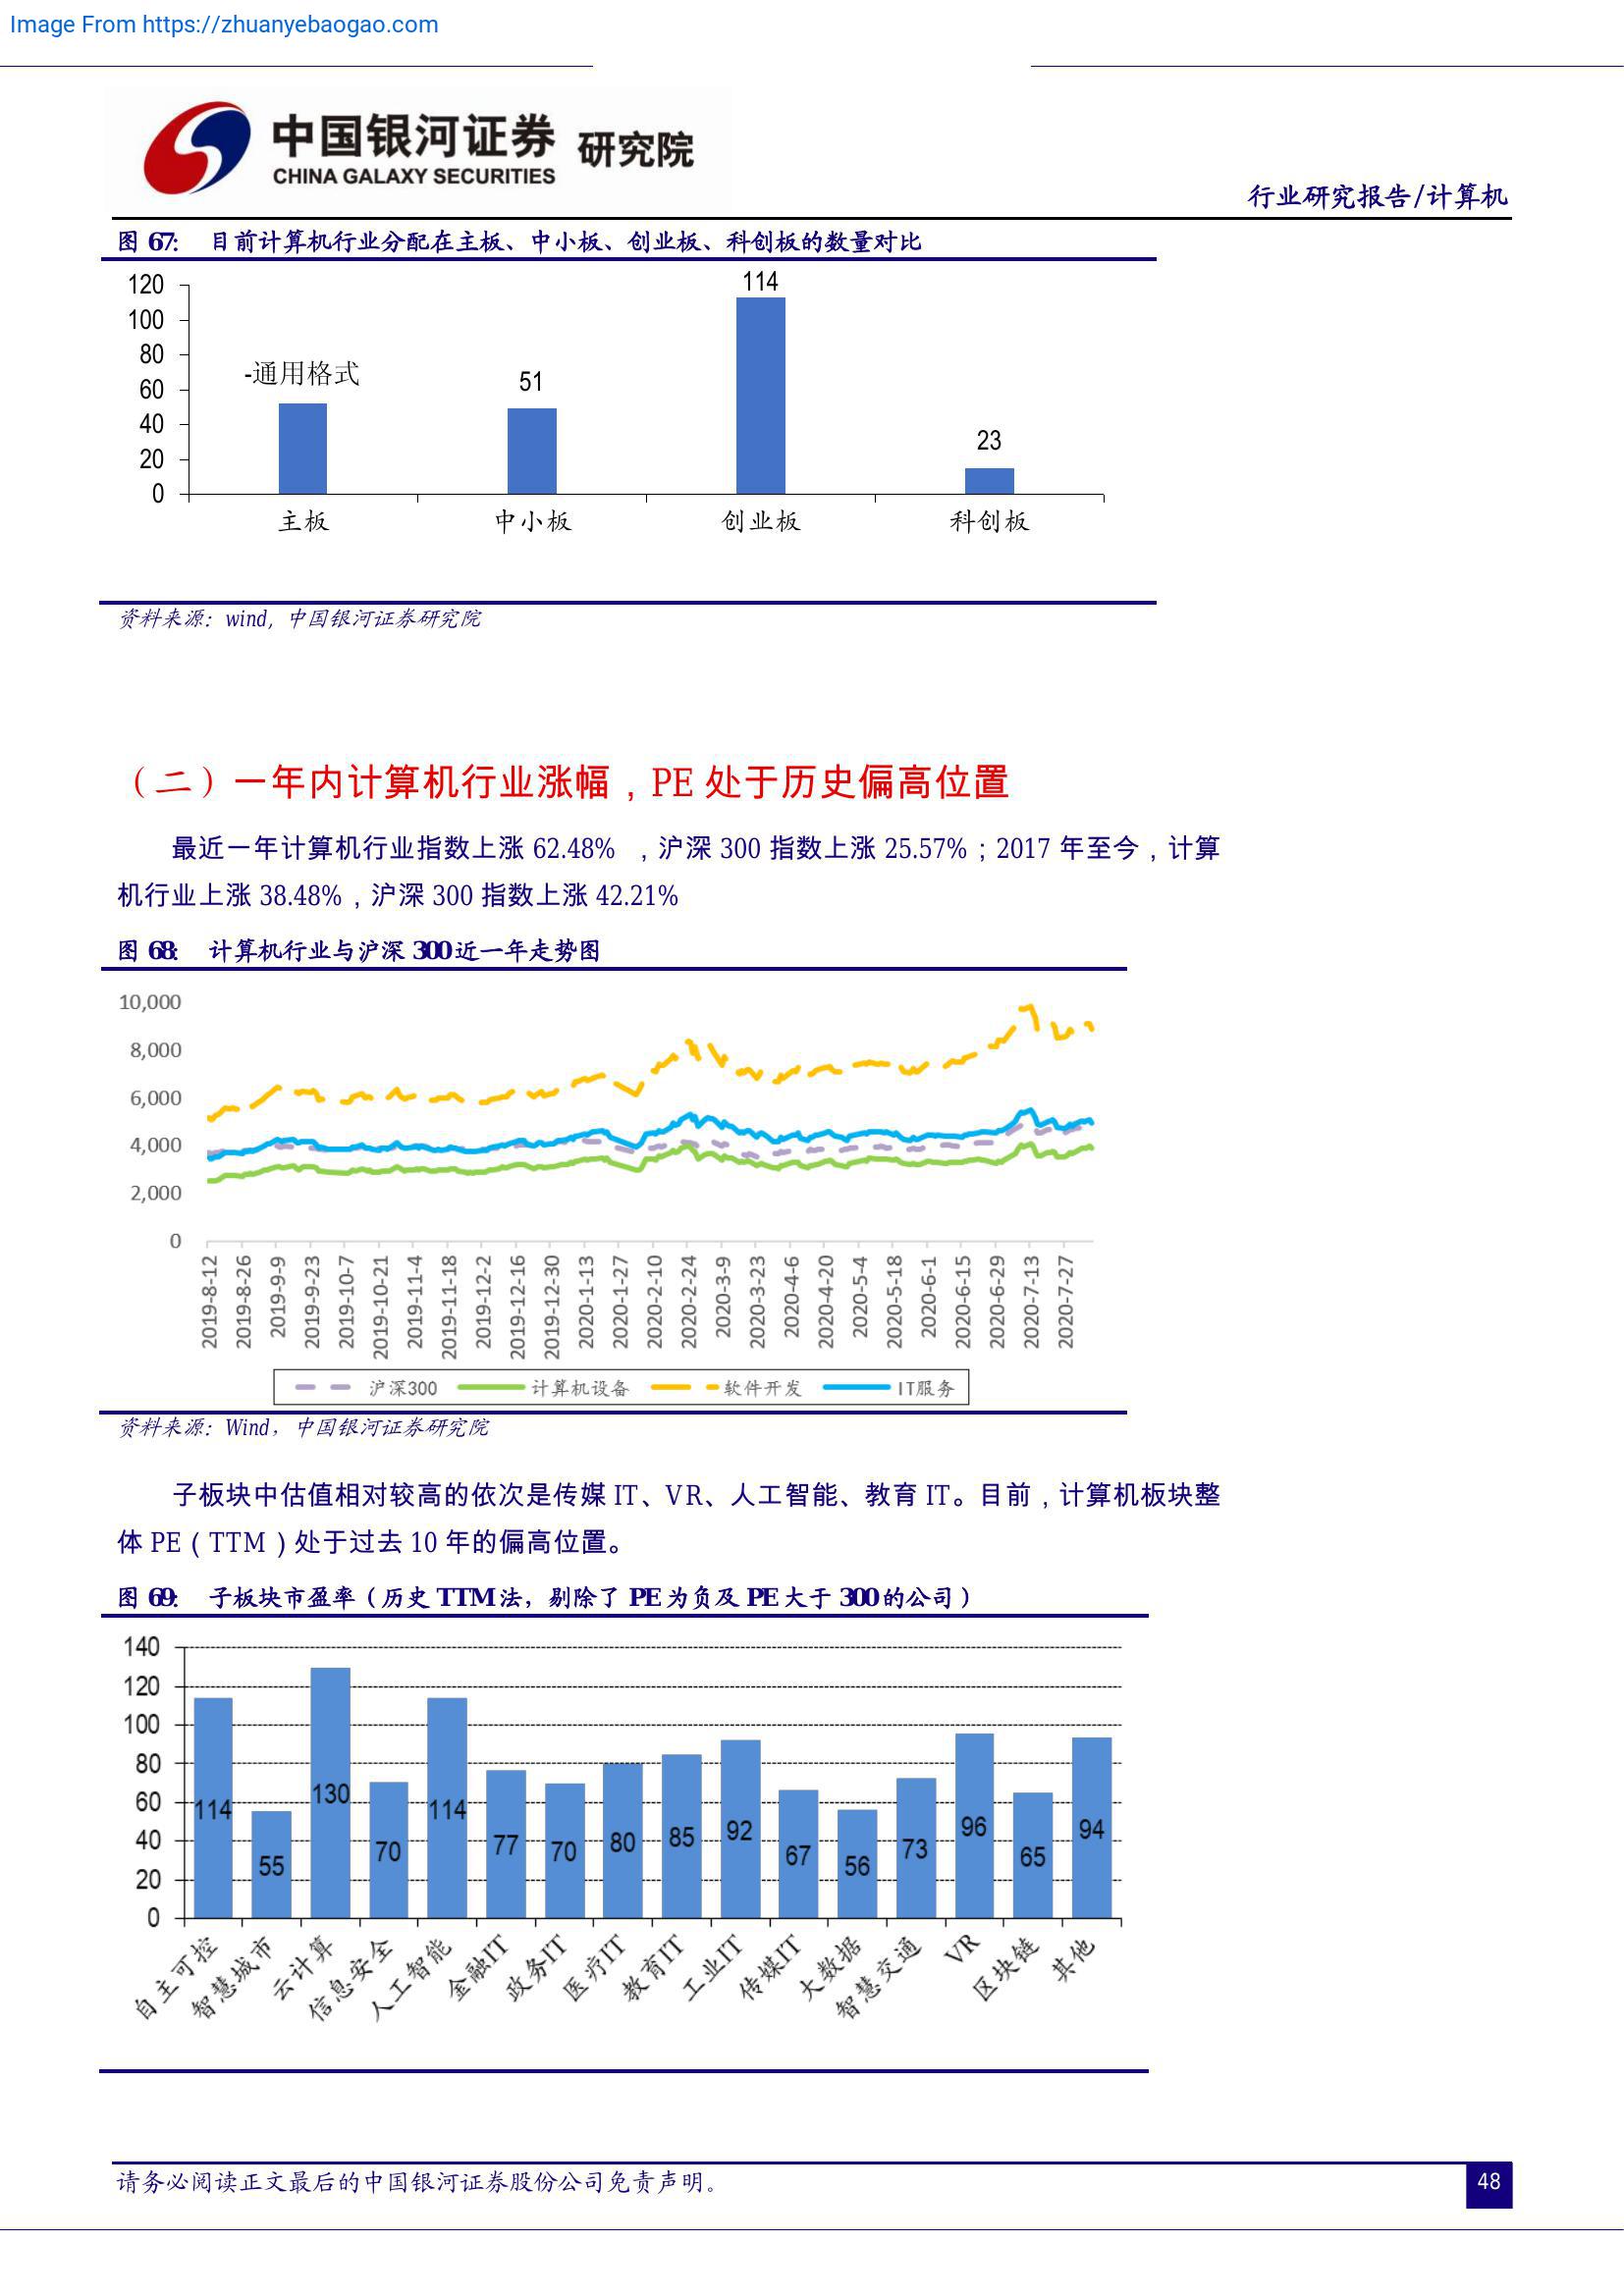 Image From https://zhuanyebaogao.com
中国银河证券 研究院
CHINA GALAXY SECURITIES
行业研究报告/计算机
图 67: 目前计算机行业分配在主板、中小板、创业板、科创板的数量对比
120
100
80
60
40
20
0
-通用格式
51
114
23
主板 中小板 创业板 科创板
资料来源：wind，中国银河证券研究院
（二）一年内计算机行业涨幅，PE 处于历史偏高位置
最近一年计算机行业指数上涨 62.48% ，沪深 300 指数上涨 25.57%；2017 年至今，计算
机行业上涨 38.48%，沪深 300 指数上涨 42.21%
图 68: 计算机行业与沪深 300 近一年走势图
10,000
8,000
6,000
4,000
2,000
0
2019-8-12 2019-8-26 2019-9-9 2019-9-23 2019-10-7 2019-10-21 2019-11-4 2019-11-18 2019-12-2 2019-12-16 2019-12-30 2020-1-13 2020-1-27 2020-2-10 2020-2-24 2020-3-9 2020-3-23 2020-4-6 2020-4-20 2020-5-4 2020-5-18 2020-6-1 2020-6-15 2020-6-29 2020-7-13 2020-7-27
沪深300 计算机设备 软件开发 IT服务
资料来源：Wind，中国银河证券研究院
子板块中估值相对较高的依次是传媒 IT、VR、人工智能、教育 IT。目前，计算机板块整
体 PE（TTM）处于过去 10 年的偏高位置。
图 69: 子板块市盈率（历史 TTM 法，剔除了 PE 为负及 PE 大于 300 的公司）
140
120
100
80
60
40
20
0
114 55 130 70 114 77 70 80 85 92 67 56 73 96 65 94
自主可控 智慧城市 云计算 信息安全 人工智能 金融IT 政务IT 医疗IT 教育IT 工业IT 传媒IT 大数据 智慧交通 VR 区块链 其他
请务必阅读正文最后的中国银河证券股份公司免责声明。
48